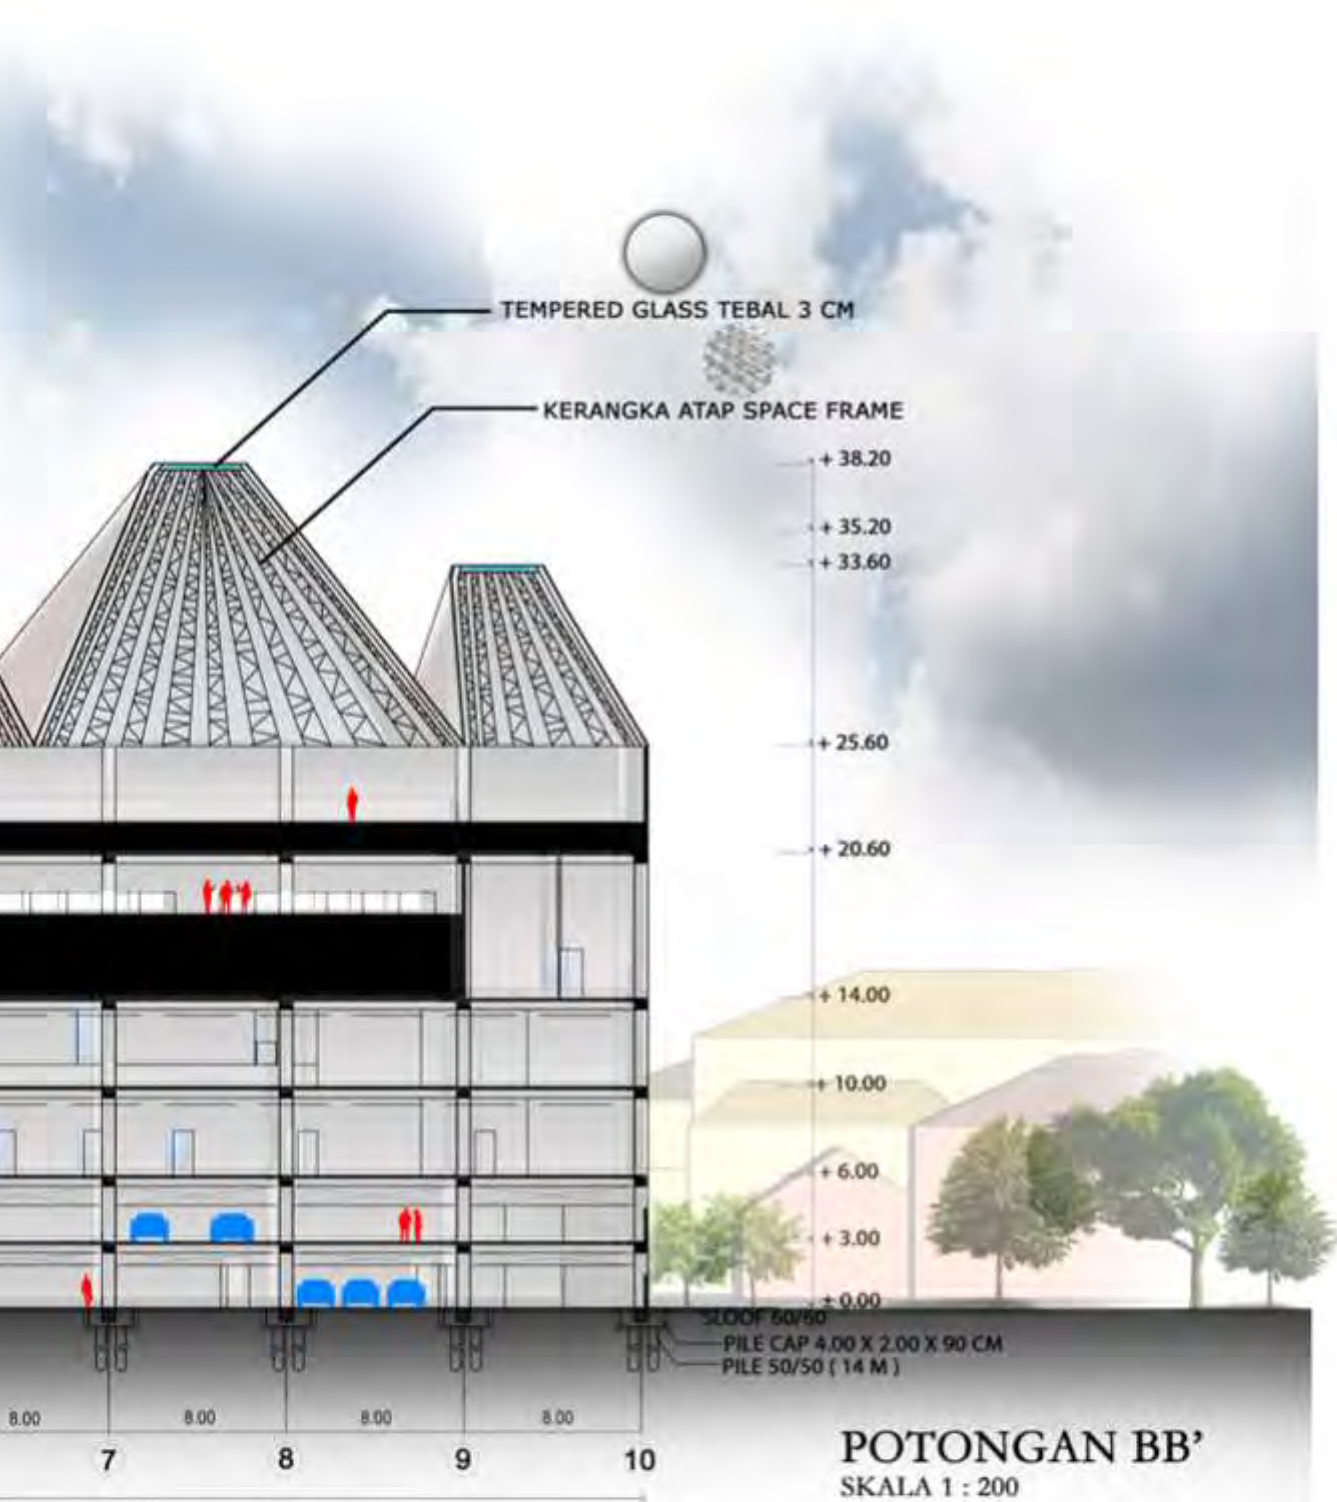 TEMPERED GLASS TEBAL 3 CM
KERANGKA ATAP SPACE FRAME
+ 38.20
+ 35.20
+ 33.60
+ 25.60
+ 20.60
+ 14.00
+ 10.00
+ 6.00
+ 3.00
± 0.00
SLOOF 60/60
PILE CAP 4.00 X 2.00 X 90 CM
PILE 50/50 ( 14 M )
8.00 8.00 8.00 8.00
7 8 9 10
POTONGAN BB’
SKALA 1 : 200